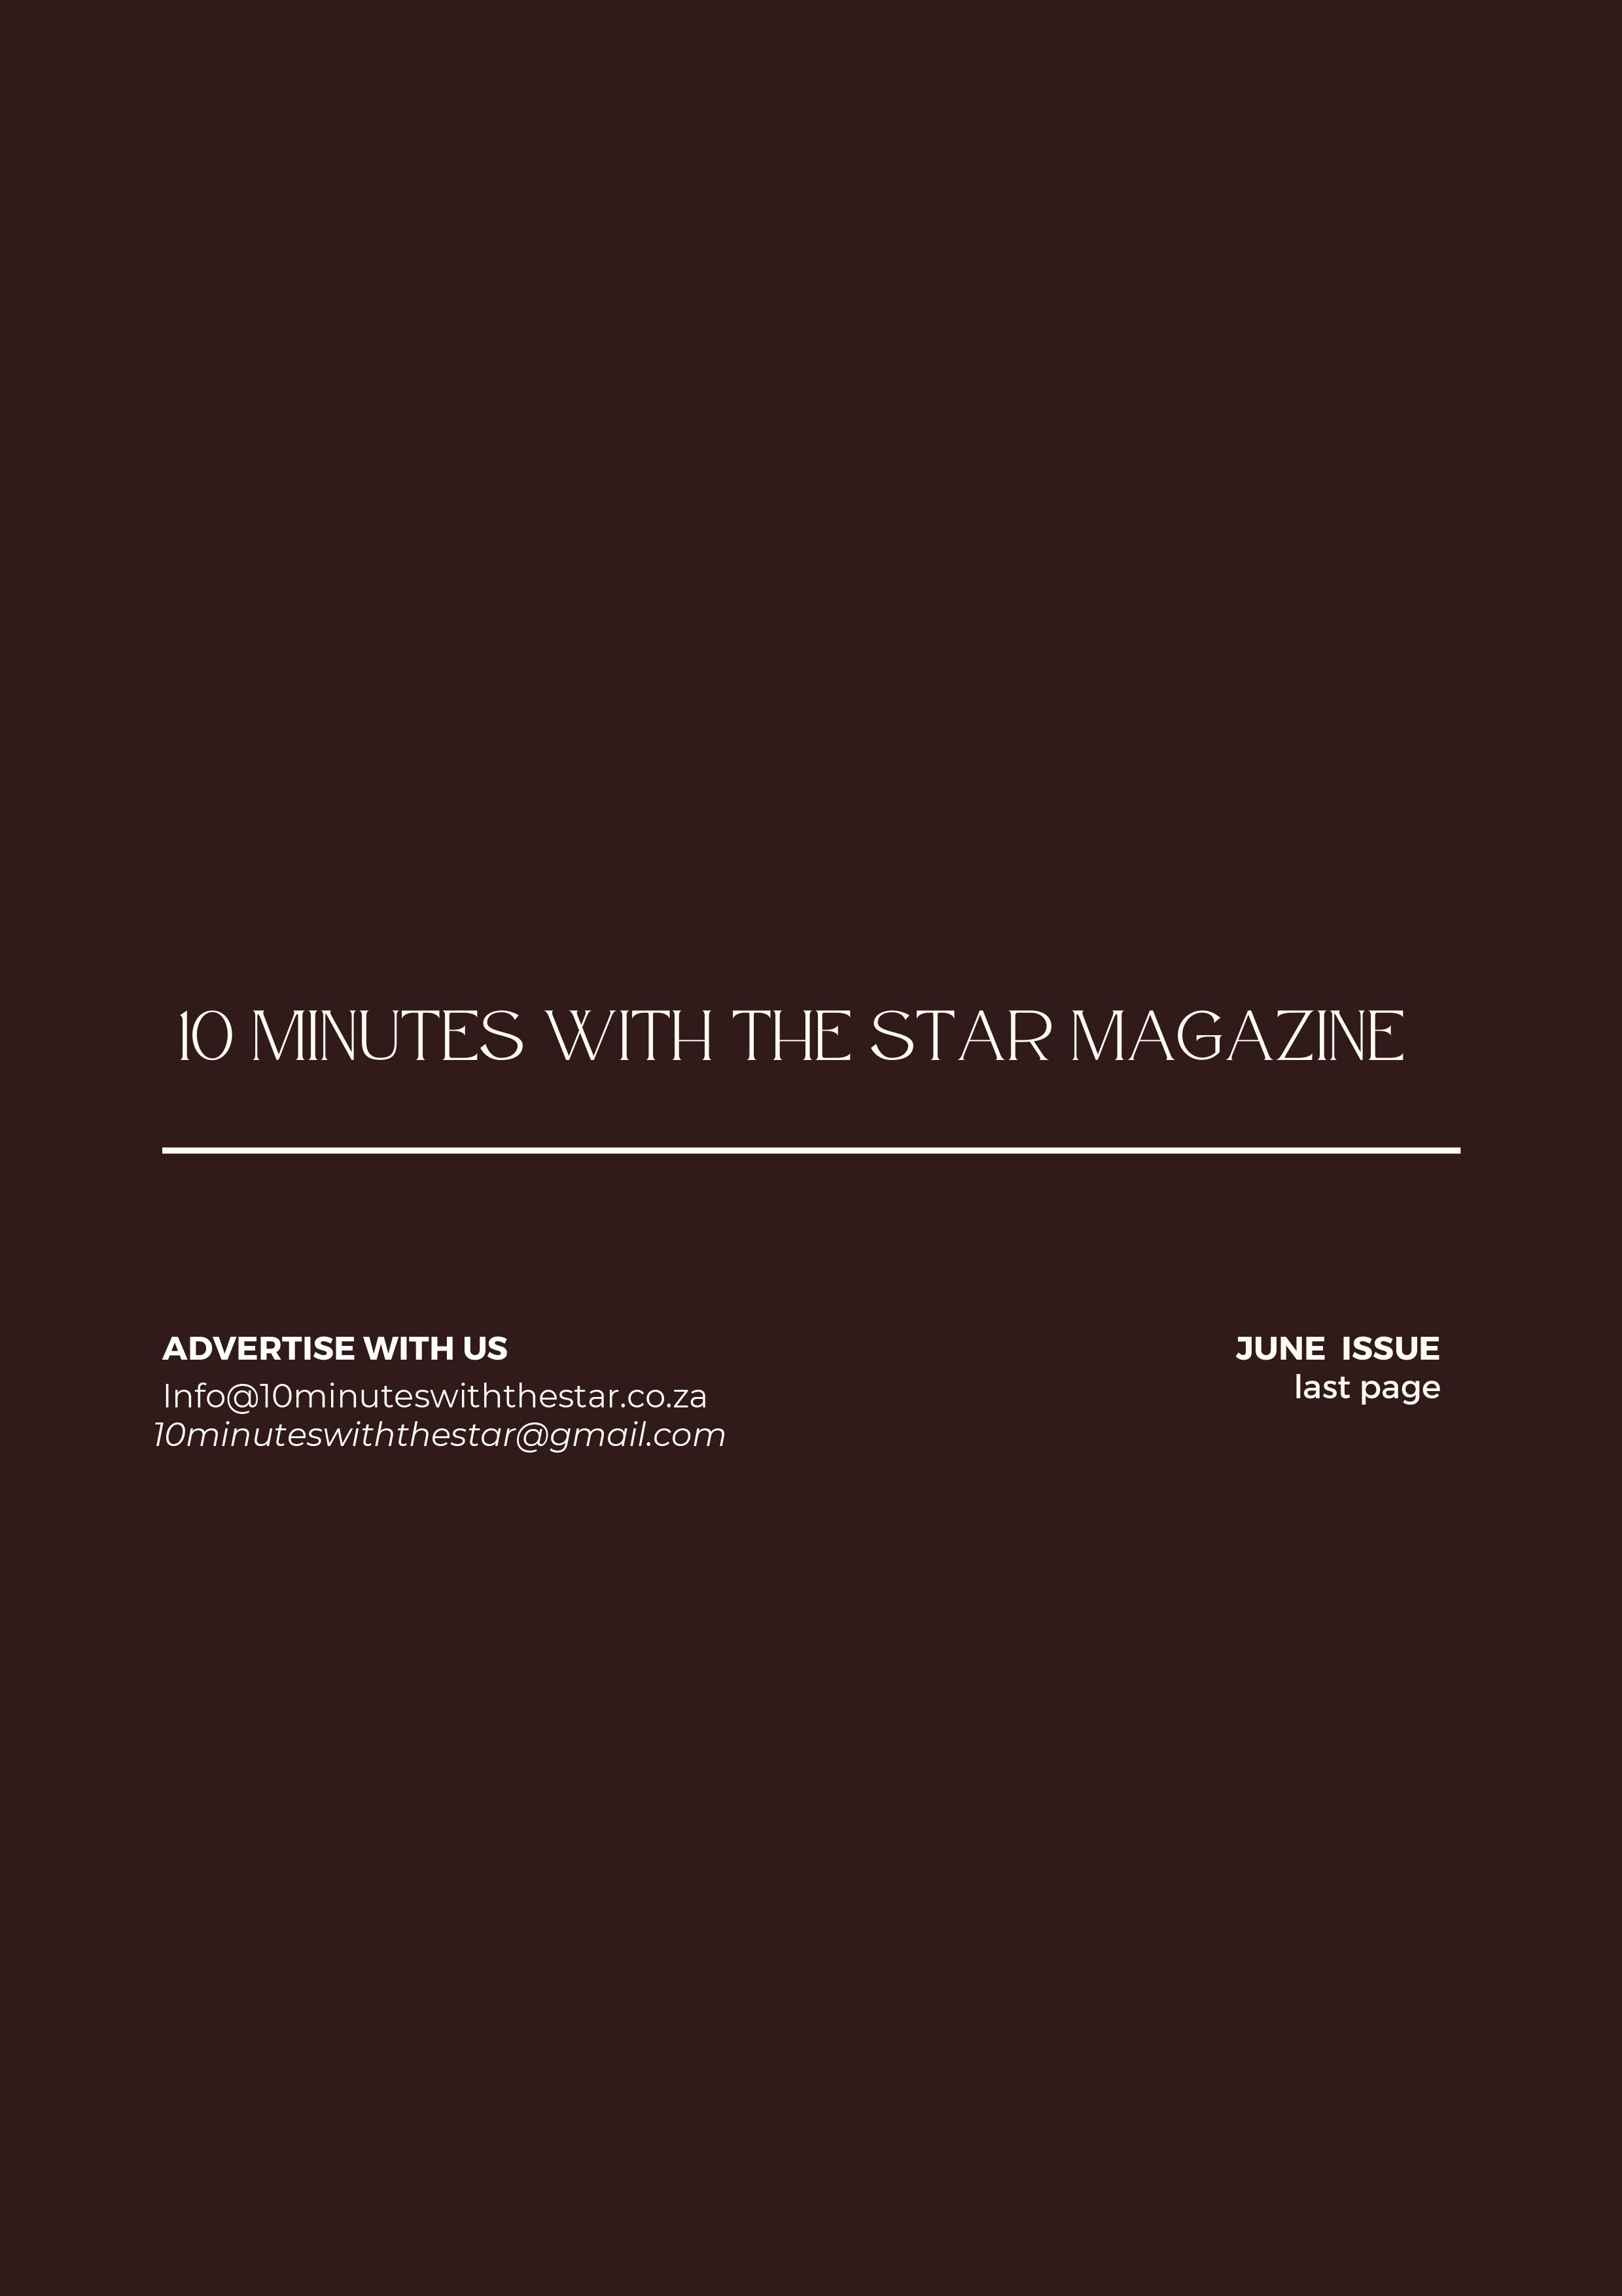 10 MINUTES WITH THE STAR MAGAZINE
ADVERTISE WITH US
Info@10minuteswiththestar.co.za
10minuteswiththestar@gmail.com
JUNE ISSUE
last page